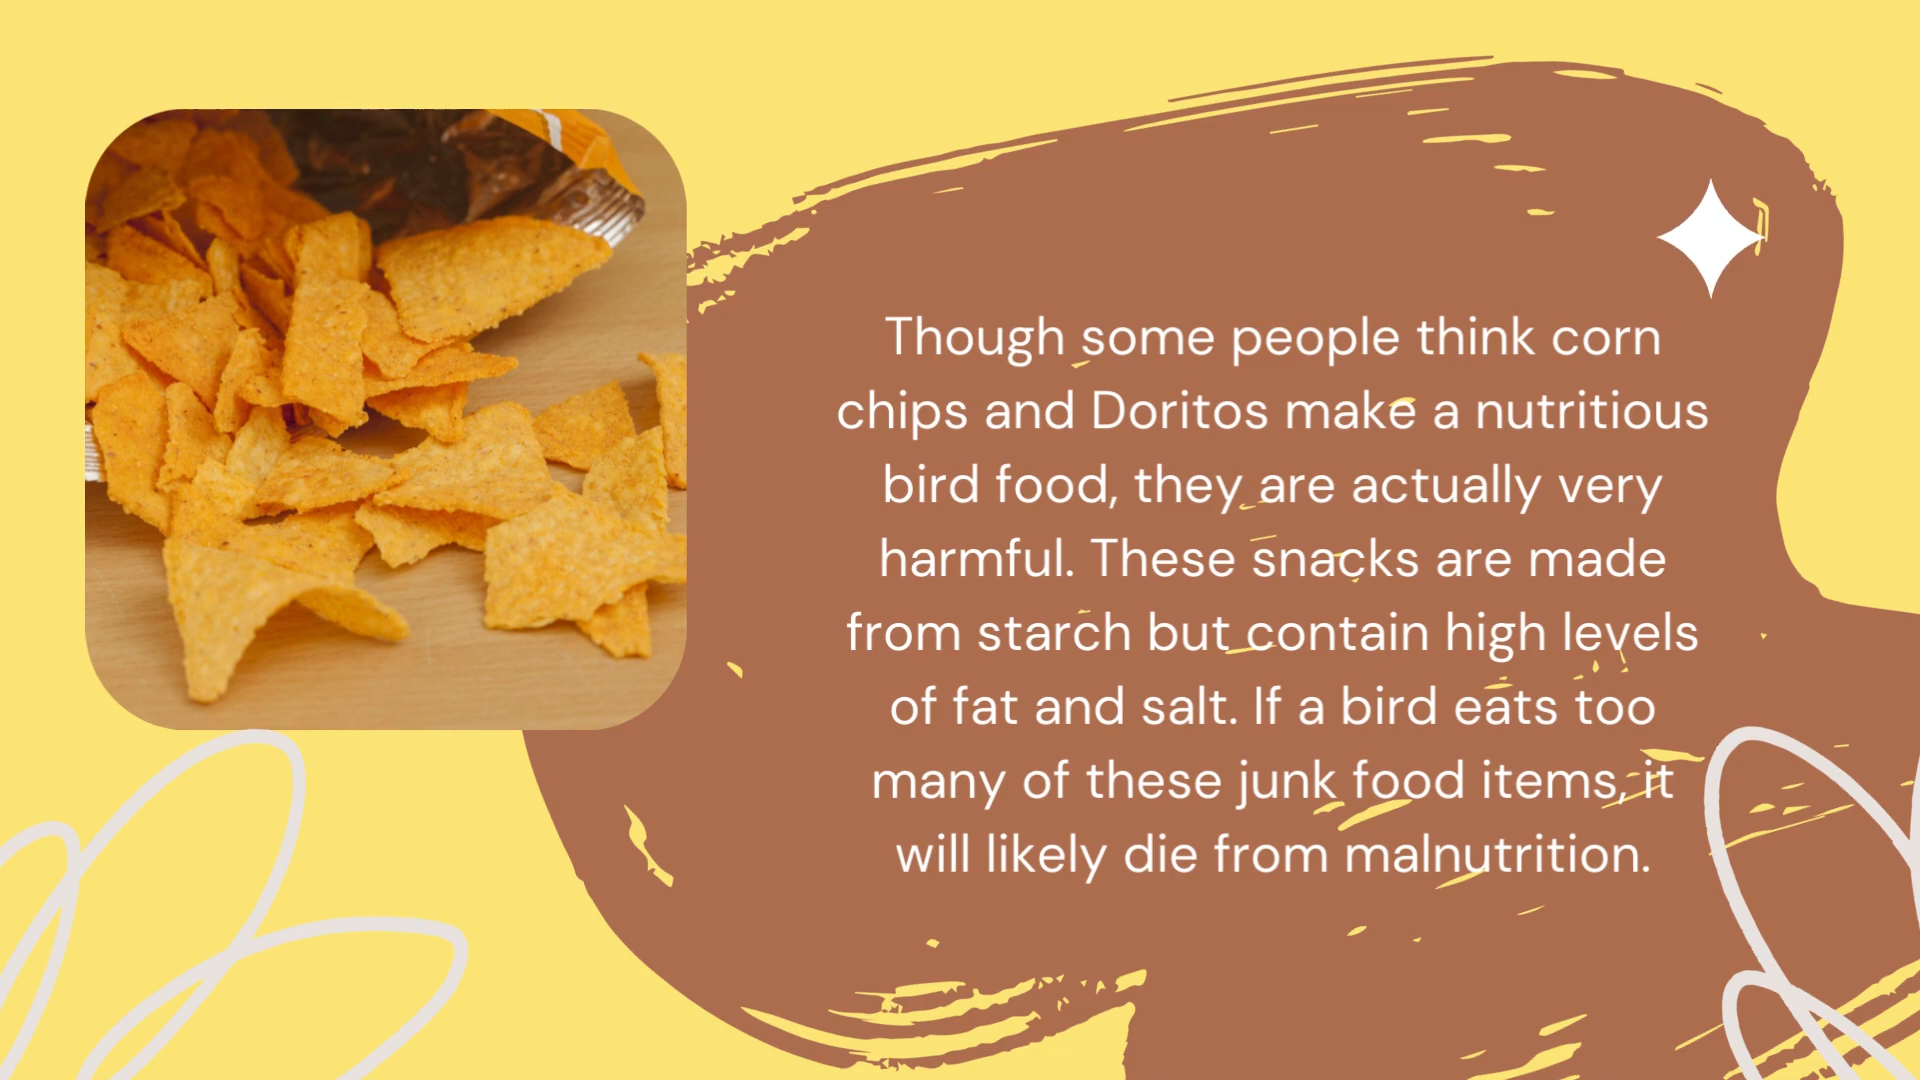 Though some people think corn
chips and Doritos make a nutritious
bird food, they are actually very
harmful. These snacks are made
from starch but contain high levels
of fat and salt. If a bird eats too
many of these junk food items, it
will likely die from malnutrition.